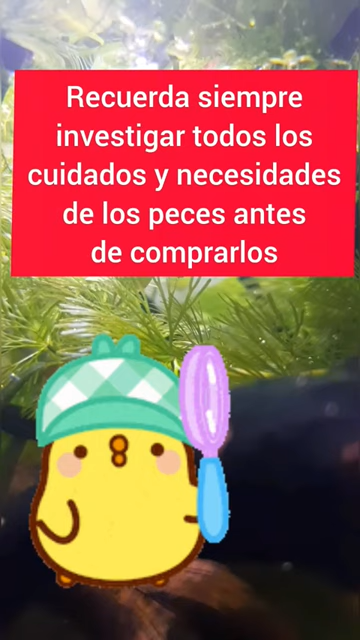 Recuerda siempre
investigar todos los
cuidados y necesidades
de los peces antes
de comprarlos